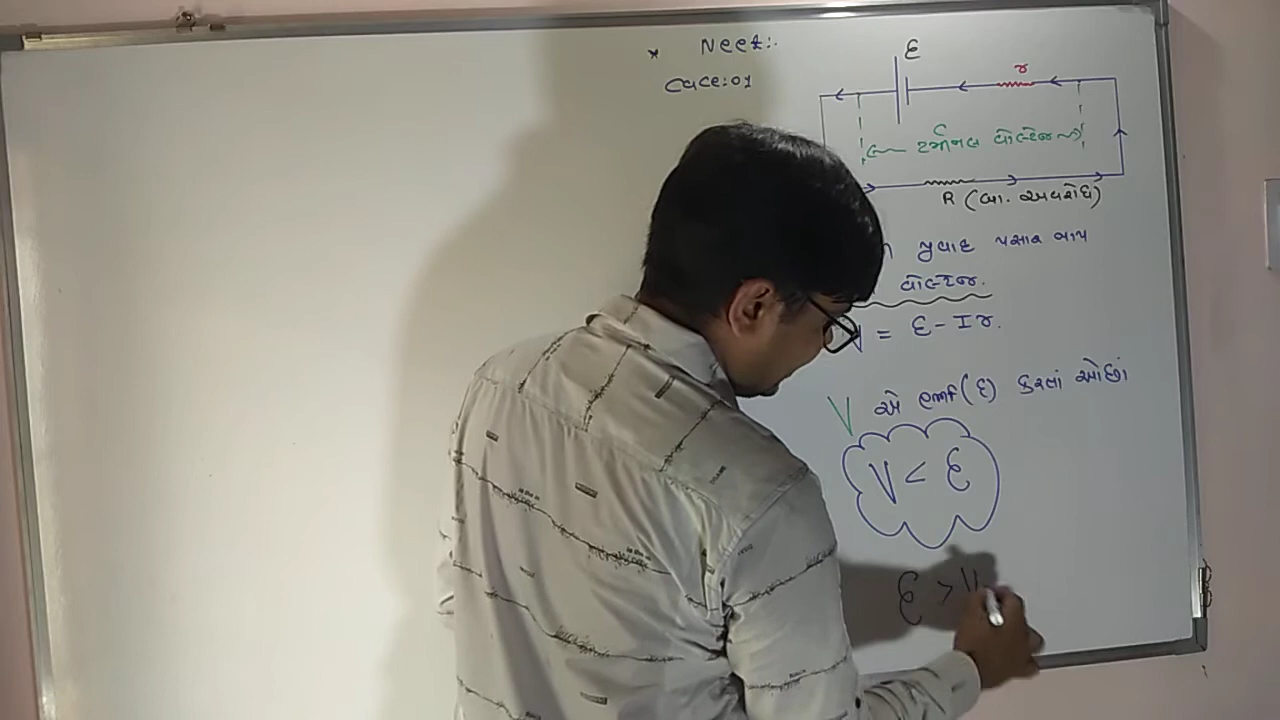 * Neet:-
Case:01
ε
r
ટર્મિનલ વોલ્ટેજ
R (બા. અવરોધ)
પ્રવાહ પસાર થાય
વોલ્ટેજ.
V = ε - Ir.
V એ emf(ε) કરતાં ઓછાં
V < ε
ε > V